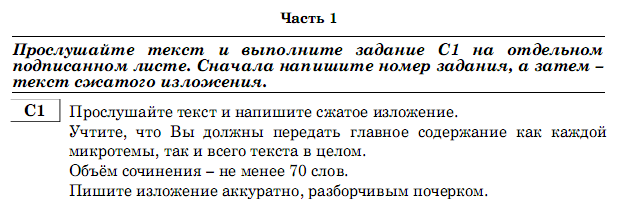 Часть 1
Прослушайте текст и выполните задание С1 на отдельном
подписанном листе. Сначала напишите номер задания, а затем –
текст сжатого изложения.
С1 Прослушайте текст и напишите сжатое изложение.
Учтите, что Вы должны передать главное содержание как каждой
микротемы, так и всего текста в целом.
Объём сочинения – не менее 70 слов.
Пишите изложение аккуратно, разборчивым почерком.